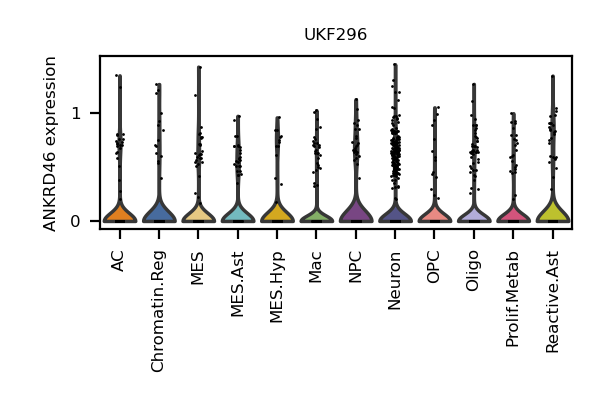 UKF296
ANKRD46 expression
1
0
AC
Chromatin.Reg
MES
MES.Ast
MES.Hyp
Mac
NPC
Neuron
OPC
Oligo
Prolif.Metab
Reactive.Ast